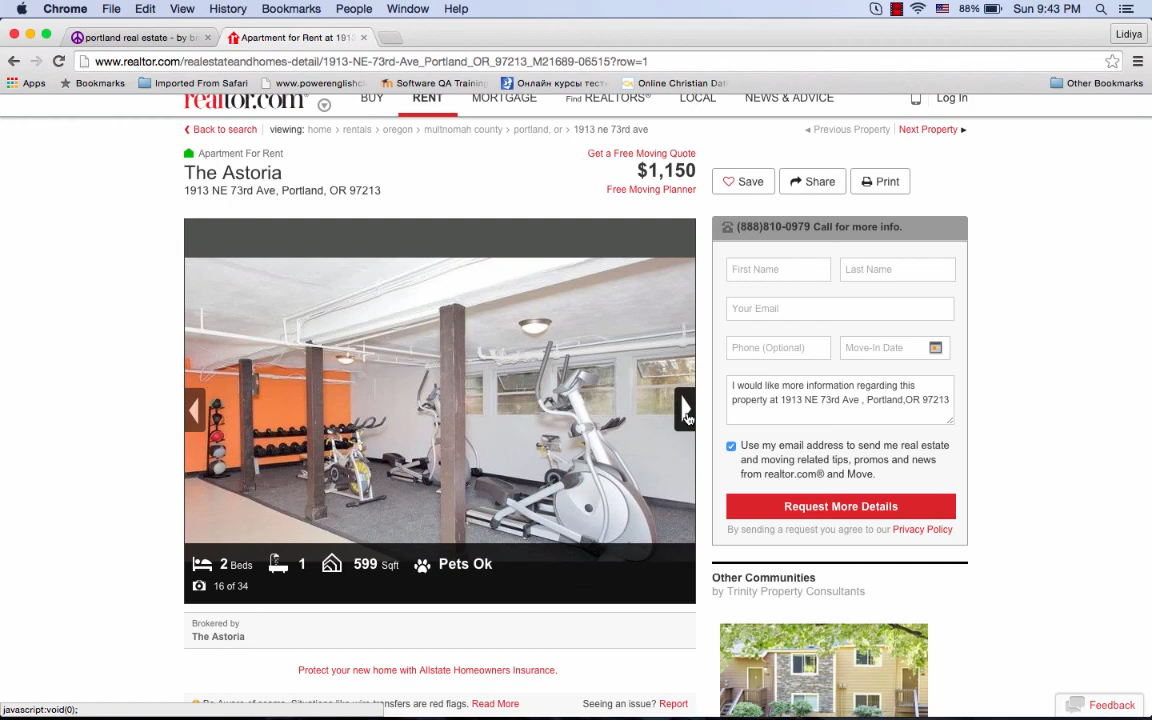 Chrome File Edit View History Bookmarks People Window Help 88% Sun 9:43 PM
portland real estate - by be Apartment for Rent at 1913 Lidiya
www.realtor.com/realestateandhomes-detail/1913-NE-73rd-Ave_Portland_OR_97213_M21689-06515?row=1
Apps Bookmarks Imported From Safari www.powerenglishc Software QA Training Онлайн курсы тести Online Christian Dat Other Bookmarks
realtor.com BUY RENT MORTGAGE Find REALTORS® LOCAL NEWS & ADVICE Log In
Back to search viewing: home › rentals › oregon › multnomah county › portland, or › 1913 ne 73rd ave Previous Property Next Property
Apartment For Rent Get a Free Moving Quote
The Astoria $1,150
1913 NE 73rd Ave, Portland, OR 97213 Free Moving Planner
Save Share Print
(888)810-0979 Call for more info.
First Name Last Name
Your Email
Phone (Optional) Move-In Date
I would like more information regarding this
property at 1913 NE 73rd Ave , Portland,OR 97213
Use my email address to send me real estate
and moving related tips, promos and news
from realtor.com® and Move.
Request More Details
By sending a request you agree to our Privacy Policy
2 Beds 1 599 Sqft Pets Ok
16 of 34
Other Communities
by Trinity Property Consultants
Brokered by
The Astoria
Protect your new home with Allstate Homeowners Insurance.
Be Aware of scams. Situations like wire transfers are red flags. Read More Seeing an issue? Report
javascript:void(0);
Feedback